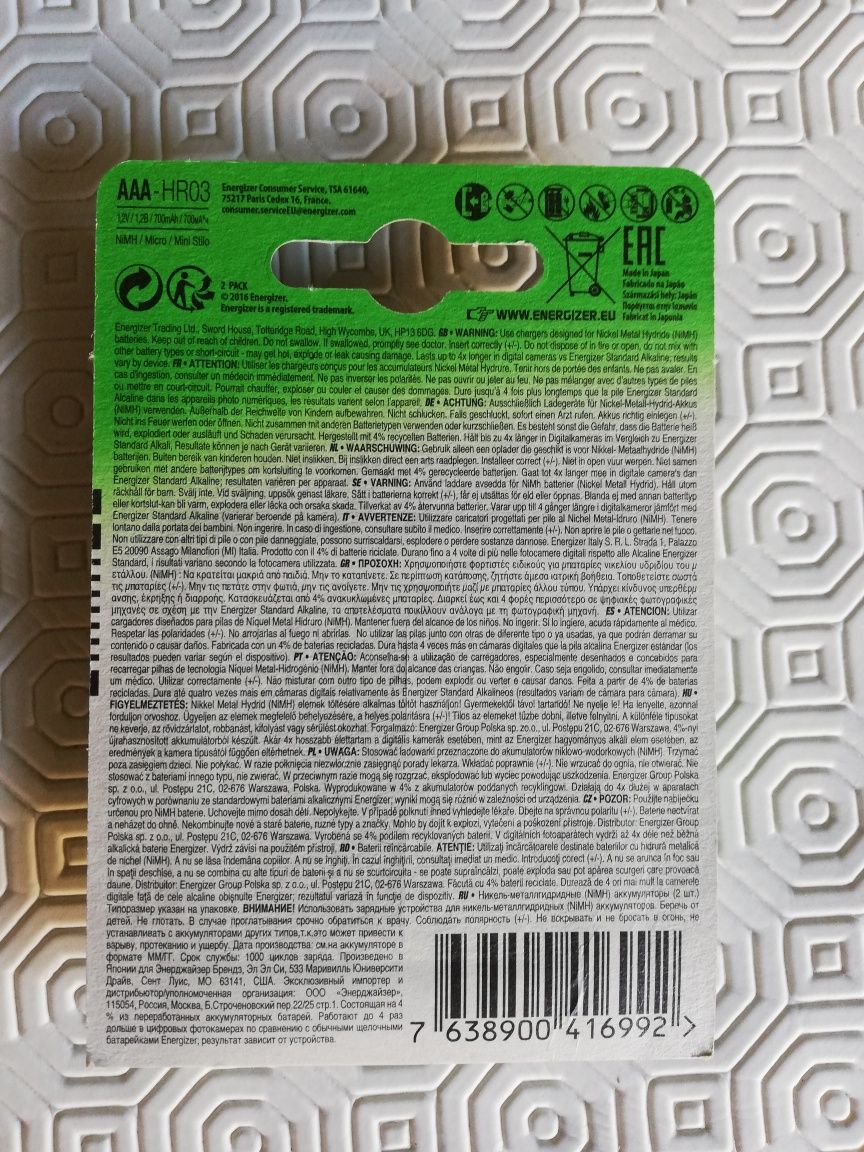 AAA-HR03
1,2V / 1,2B / 700mAh / 700мАч
NiMH / Micro / Mini Stilo
Energizer Consumer Service, TSA 61640,
75217 Paris Cedex 16, France.
consumer.serviceEU@energizer.com
2 PACK
© 2016 Energizer.
Energizer is a registered trademark.
EAC
Made in Japan
Fabricado na Japão
Származási hely: Japán
Fabricat în Japonia
WWW.ENERGIZER.EU
Energizer Trading Ltd., Sword House, Totteridge Road, High Wycombe, UK, HP13 6DG. GB • WARNING: Use chargers designed for Nickel Metal Hydride (NiMH)
batteries. Keep out of reach of children. Do not swallow. If swallowed, promptly see doctor. Insert correctly (+/-). Do not dispose of in fire or open, do not mix with
other battery types or short-circuit - may get hot, explode or leak causing damage. Lasts up to 4x longer in digital cameras vs Energizer Standard Alkaline; results
vary by device. FR • ATTENTION: Utiliser les chargeurs conçus pour les accumulateurs Nickel Métal Hydrure. Tenir hors de portée des enfants. Ne pas avaler. En
cas d'ingestion, consulter un médecin immédiatement. Ne pas inverser les polarités. Ne pas ouvrir ou jeter au feu. Ne pas mélanger avec d'autres types de piles
ou mettre en court-circuit. Pourrait chauffer, exploser ou couler et causer des dommages. Dure jusqu'à 4 fois plus longtemps que la pile Energizer Standard
Alcaline dans les appareils photo numériques, les résultats varient selon l'appareil. DE • ACHTUNG: Ausschließlich Ladegeräte für Nickel-Metall-Hydrid-Akkus
(NiMH) verwenden. Außerhalb der Reichweite von Kindern aufbewahren. Nicht schlucken. Falls geschluckt, sofort einen Arzt rufen. Akkus richtig einlegen (+/-).
Nicht ins Feuer werfen oder öffnen. Nicht zusammen mit anderen Batterietypen verwenden oder kurzschließen. Es besteht sonst die Gefahr, dass die Batterie heiß
wird, explodiert oder ausläuft und Schaden verursacht. Hergestellt mit 4% recycelten Batterien. Hält bis zu 4x länger in Digitalkameras im Vergleich zu Energizer
Standard Alkali, Resultate können je nach Gerät variieren. NL • WAARSCHUWING: Gebruik alleen een oplader die geschikt is voor Nikkel- Metaalhydride (NiMH)
batterijen. Buiten bereik van kinderen houden. Niet inslikken. Bij inslikken direct een arts raadplegen. Installeer correct (+/-). Niet in open vuur werpen. Niet samen
gebruiken met andere batterijtypes om kortsluiting te voorkomen. Gemaakt met 4% gerecycleerde batterijen. Gaat tot 4x langer mee in digitale camera's dan
Energizer Standard Alkaline; resultaten variëren per apparaat. SE • VARNING: Använd laddare avsedda för NiMh batterier (Nickel Metall Hydrid). Håll utom
räckhåll för barn. Svälj inte. Vid sväljning, uppsök genast läkare. Sätt i batterierna korrekt (+/-), får ej utsättas för eld eller öppnas. Blanda ej med annan batterityp
eller kortslut-kan bli varm, explodera eller läcka och orsaka skada. Tillverkat av 4% återvunna batterier. Varar upp till 4 gånger längre i digitalkameror jämfört med
Energizer Standard Alkaline (varierar beroende på kamera). IT • AVVERTENZE: Utilizzare caricatori progettati per pile al Nichel-Metal-Idruro (NiMH). Tenere
lontano dalla portata dei bambini. Non ingerire. In caso di ingestione, consultare subito il medico. Inserire correttamente (+/-). Non aprire le pile o gettarle nel fuoco.
Non utilizzare con altri tipi di pile o con pile danneggiate, possono surriscaldarsi, esplodere o perdere sostanze dannose. Energizer Italy S. R. L. Strada 1, Palazzo
E5 20090 Assago Milanofiori (MI) Italia. Prodotto con il 4% di batterie riciclate. Durano fino a 4 volte di più nelle fotocamere digitali rispetto alle Alcaline Energizer
Standard, i risultati variano secondo la fotocamera utilizzata. GR • ΠΡΟΣΟΧΗ: Χρησιμοποιήστε φορτιστές ειδικούς για μπαταρίες νικελίου υδριδίου του μ
ετάλλου. (NiMH) : Να κρατείται μακριά από παιδιά. Μην το καταπίνετε. Σε περίπτωση κατάποσης, ζητήστε άμεσα ιατρική βοήθεια. Τοποθετείστε σωστά
τις μπαταρίες (+/-). Μην τις πετάτε στην φωτιά, μην τις ανοίγετε. Μην τις χρησιμοποιήτε μαζί με μπαταρίες άλλου τύπου. Υπάρχει κίνδυνος υπερθέρμ
ανσης, έκρηξης ή διαρροής. Κατασκευάζεται από 4% ανακυκλωμένες μπαταρίες. Διαρκεί έως και 4 φορές περισσότερο σε ψηφιακές φωτογραφικές
μηχανές σε σχέση με την Energizer Standard Alkaline, τα αποτελέσματα ποικίλλουν ανάλογα με τη φωτογραφική μηχανή. ES • ATENCION: Utilizar
cargadores diseñados para pilas de Níquel Metal Hidruro (NiMH). Mantener fuera del alcance de los niños. No ingerir. Si lo ingiere, acuda rápidamente al médico.
Respetar las polaridades (+/-). No arrojarlas al fuego ni abrirlas. No utilizar las pilas junto con otras de diferente tipo o ya usadas, ya que podrán derramar su
contenido o causar daños. Fabricada con un 4% de baterías recicladas. Dura hasta 4 veces más en cámaras digitales que la pila alcalina Energizer estándar (los
resultados pueden variar según el dispositivo). PT • ATENÇÃO: Aconselha-se a utilização de carregadores, especialmente desenhados e concebidos para
recarregar pilhas de tecnologia Níquel Metal-Hidrogénio (NiMH). Manter fora do alcance das crianças. Não engolir. Caso seja engolido, consultar imediatamente
um médico. Utilizar correctamente (+/-). Não misturar com outro tipo de pilhas, podem explodir ou verter e causar danos. Feita a partir de 4% de baterias
recicladas. Dura até quatro vezes mais em câmaras digitais relativamente às Energizer Standard Alkalineos (resultados variam de câmara para câmara). HU •
FIGYELMEZTETÉS: Nickel Metal Hydrid (NiMH) elemek töltésére alkalmas töltőt használjon! Gyermekektől távol tartandó! Ne nyelje le! Ha lenyelte, azonnal
forduljon orvoshoz. Ügyeljen az elemek megfelelő behelyezésére, a helyes polaritásra (+/-)! Tilos az elemeket tűzbe dobni, illetve felnyitni. A különféle típusokat
ne keverje, az rövidzárlatot, robbanást, kifolyást vagy sérülést okozhat. Forgalmazó: Energizer Group Polska sp. z o.o., ul. Postępu 21C, 02-676 Warszawa. 4%-nyi
újrahasznosított akkumulátorból készült. Akár 4x hosszabb élettartam a digitális kamerák esetében, mint az Energizer hagyományos alkáli elem esetében, az
eredmények a kamera típusától függően eltérhetnek. PL • UWAGA: Stosować ładowarki przeznaczone do akumulatorów niklowo-wodorkowych (NiMH). Trzymać
poza zasięgiem dzieci. Nie połykać. W razie połknięcia niezwłocznie zasięgnąć porady lekarza. Wkładać poprawnie (+/-). Nie wrzucać do ognia, nie otwierać. Nie
stosować z bateriami innego typu, nie zwierać. W przeciwnym razie mogą się rozgrzać, eksplodować lub wyciec powodując uszkodzenia. Energizer Group Polska
sp. z o.o., ul. Postępu 21C, 02-676 Warszawa, Polska. Wyprodukowane w 4% z akumulatorów poddanych recyklingowi. Działają do 4x dłużej w aparatach
cyfrowych w porównaniu ze standardowymi bateriami alkalicznymi Energizer; wyniki mogą się różnić w zależności od urządzenia. CZ • POZOR: Použijte nabíječku
určenou pro NiMH baterie. Uchovejte mimo dosah dětí. Nepolykejte. V případě polknutí ihned vyhledejte lékaře. Dbejte na správnou polaritu (+/-). Baterie neotvírat
a neházet do ohně. Nekombinujte nové a staré baterie, různé typy a značky. Mohlo by dojít k explozi, vytečení a poškození přístroje. Distributor: Energizer Group
Polska sp. z o.o., ul. Postępu 21C, 02-676 Warszawa. Vyrobená se 4% podílem recyklovaných baterií. V digitálních fotoaparátech vydrží až 4x déle než běžná
alkalická baterie Energizer. Výdrž závisí na použitém přístroji. RO • Baterii reîncărcabile. ATENŢIE: Utilizaţi încărcătoarele destinate bateriilor cu hidrură metalică
de nichel (NiMH). A nu se lăsa îndemâna copiilor. A nu se înghiţi. În cazul înghiţirii, consultaţi imediat un medic. Introduceţi corect (+/-). A nu se arunca în foc sau
în spaţii deschise, a nu se combina cu alte tipuri de baterii şi a nu se scurtcircuita - se poate supraîncălzi, poate exploda sau pot apărea scurgeri care provoacă
daune. Distribuitor: Energizer Group Polska sp. z o.o., ul. Postępu 21C, 02-676 Warszawa. Făcută cu 4% baterii reciclate. Durează de 4 ori mai mult la camerele
digitale faţă de cele alcaline obişnuite Energizer; rezultatul variază în funcţie de dispozitiv. RU • Никель-металлгидридные (NiMH) аккумуляторы (2 шт.)
Типоразмер указан на упаковке. ВНИМАНИЕ! Использовать зарядные устройства для никель-металлгидридных (NiMH) аккумуляторов. Беречь от
детей. Не глотать. В случае проглатывания срочно обратиться к врачу. Соблюдать полярность (+/-). Не вскрывать и не бросать в огонь, не
устанавливать с аккумуляторами других типов,т.к.это может привести к
взрыву, протеканию и ущербу. Дата производства: см.на аккумуляторе в
формате ММ/ГГ. Срок службы: 1000 циклов заряда. Произведено в
Японии для Энерджайзер Брендз, Эл Эл Си, 533 Маривилль Юниверсити
Драйв, Сент Луис, МО 63141, США. Эксклюзивный импортер и
дистрибьютор/уполномоченная организация: ООО «Энерджайзер»,
115054, Россия, Москва, Б.Строченовский пер.22/25 стр.1. Состоящая на 4
% из переработанных аккумуляторных батарей. Работают до 4 раз
дольше в цифровых фотокамерах по сравнению с обычными щелочными
батарейками Energizer, результат зависит от устройства.
7 638900 416992 >